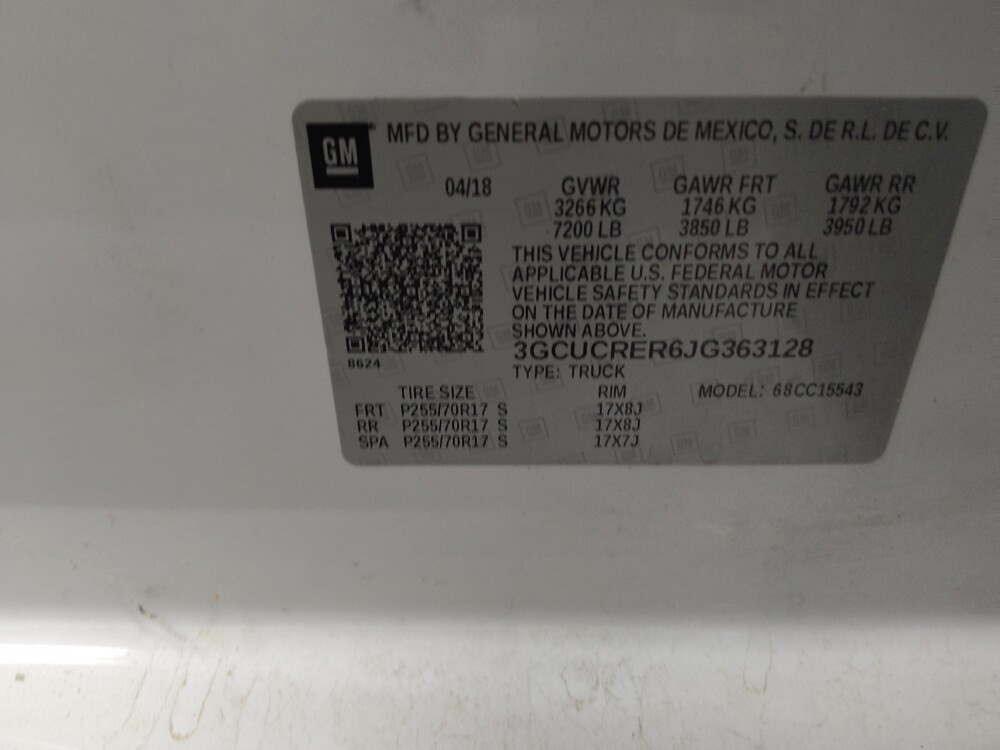 GM MFD BY GENERAL MOTORS DE MEXICO, S. DE R.L. DE C.V.
04/18 GVWR GAWR FRT GAWR RR
3266 KG 1746 KG 1792 KG
7200 LB 3850 LB 3950 LB
THIS VEHICLE CONFORMS TO ALL
APPLICABLE U.S. FEDERAL MOTOR
VEHICLE SAFETY STANDARDS IN EFFECT
ON THE DATE OF MANUFACTURE
SHOWN ABOVE.
3GCUCRER6JG363128
8624
TYPE: TRUCK
TIRE SIZE RIM MODEL: 68CC15543
FRT P255/70R17 S 17X8J
RR P255/70R17 S 17X8J
SPA P255/70R17 S 17X7J